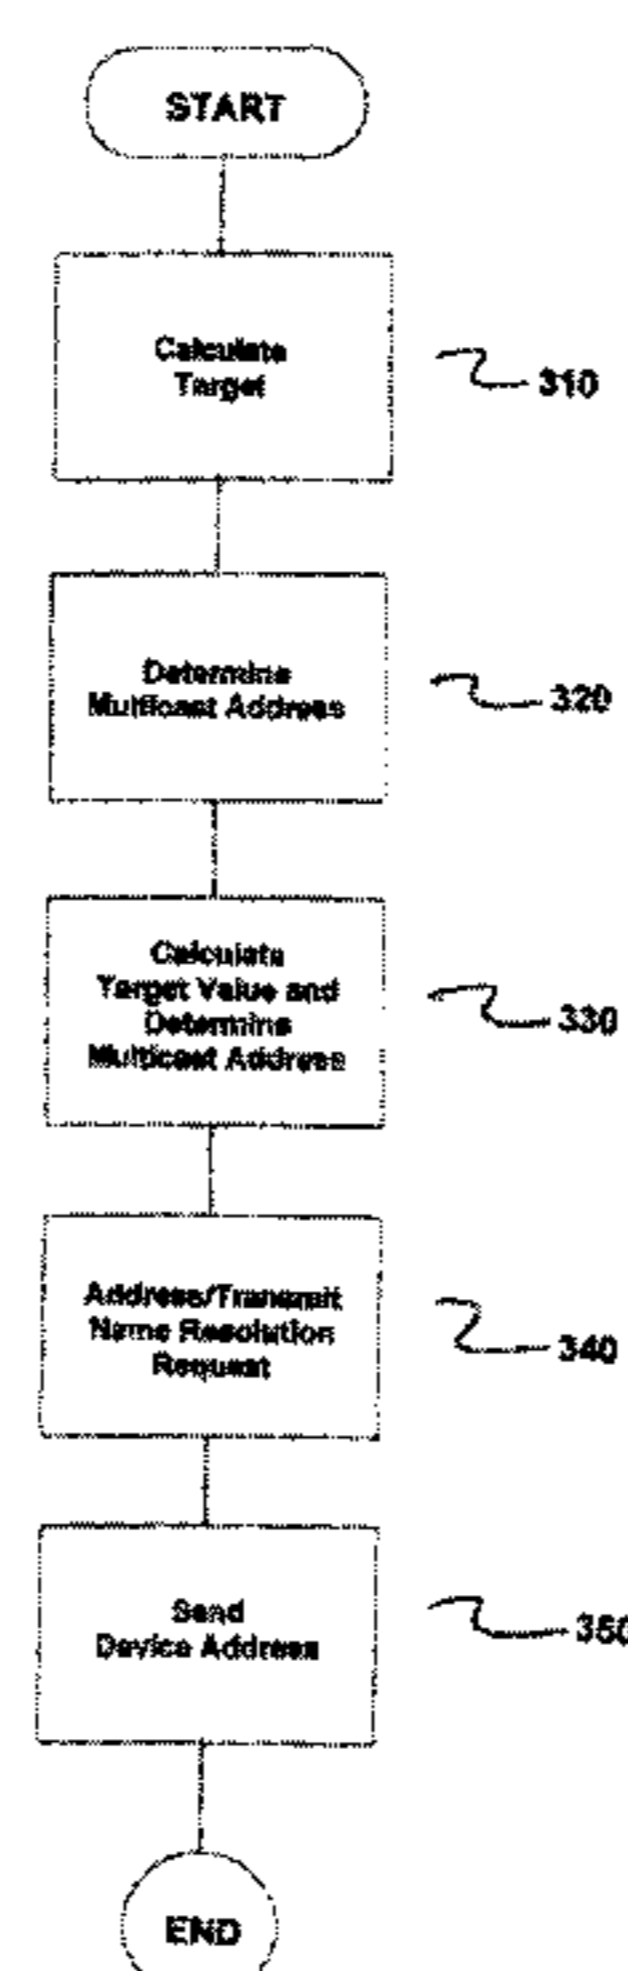 START
Calculate
Target
310
Determine
Multicast Address
320
Calculate
Target Value and
Determine
Multicast Address
330
Address/Transmit
Name Resolution
Request
340
Send
Device Address
350
END